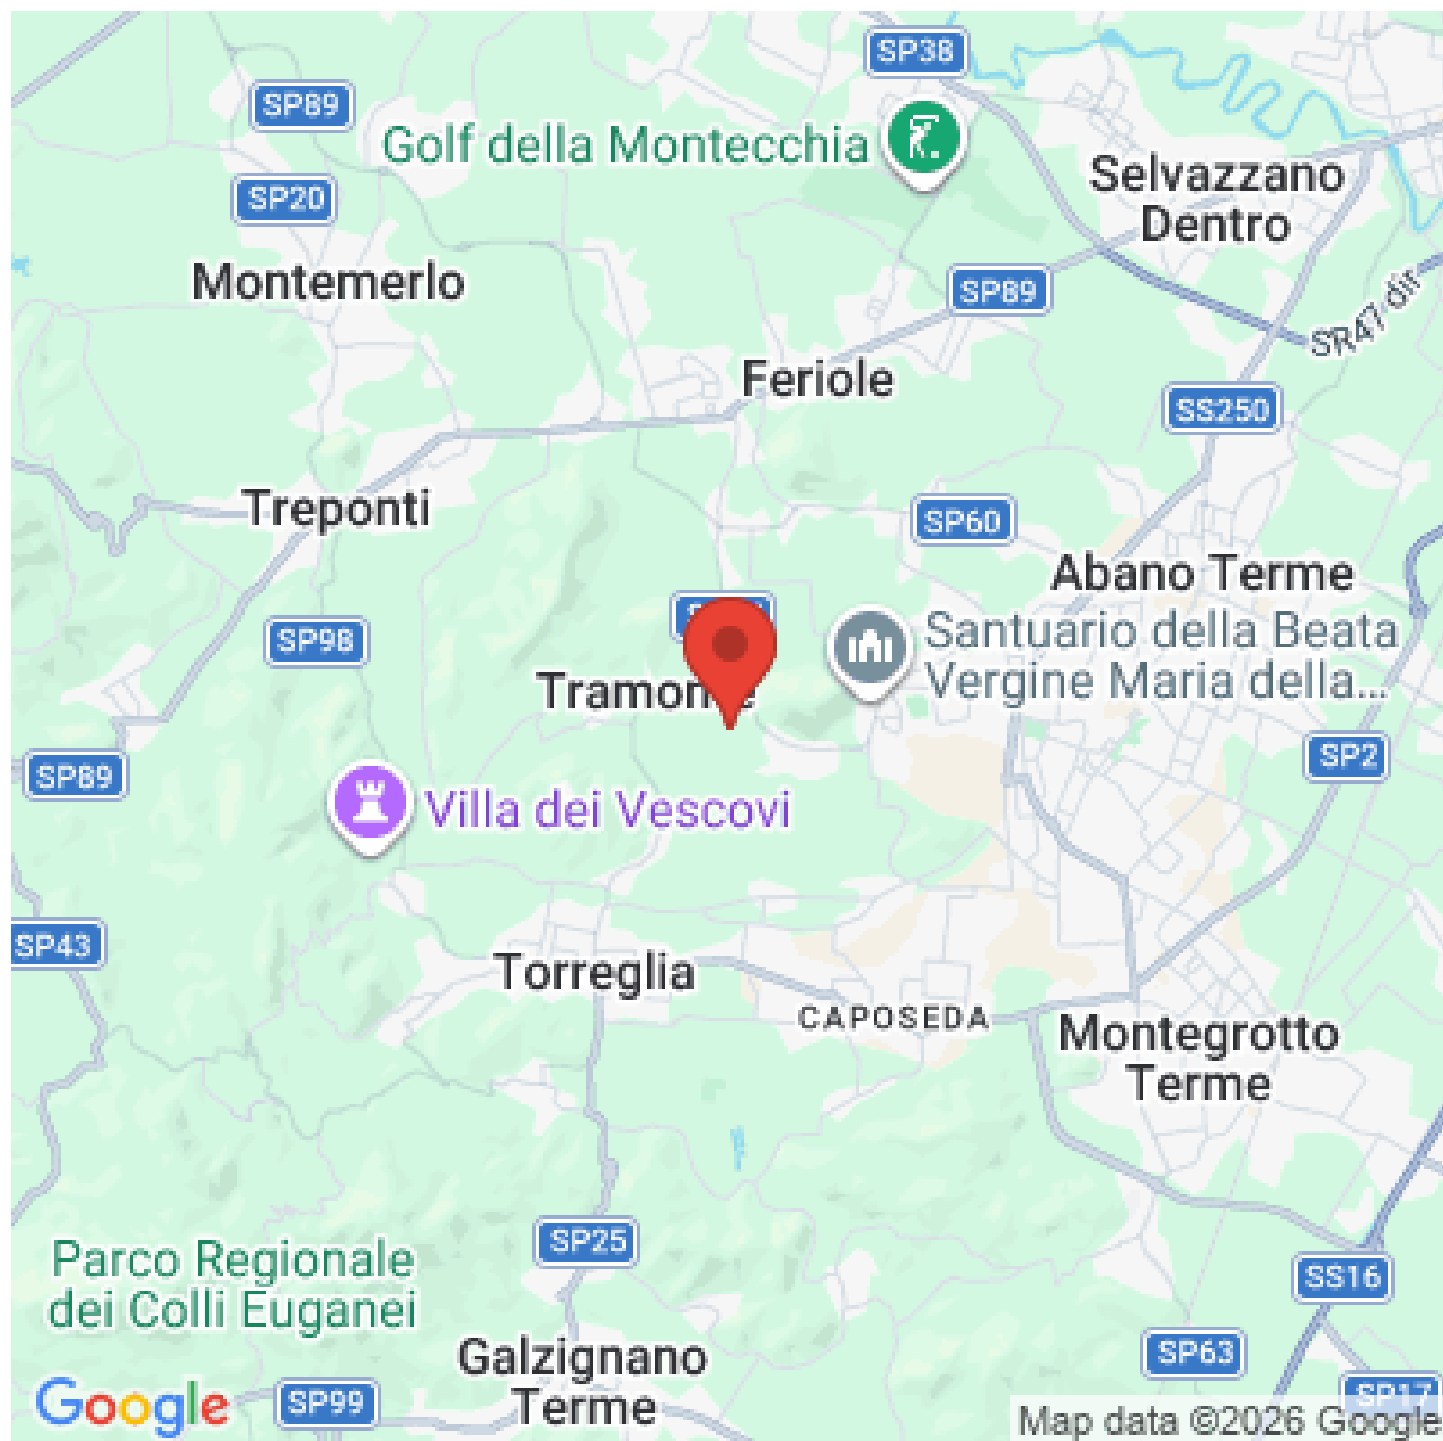 SP38
SP89
Golf della Montecchia
Selvazzano
Dentro
SP20
Montemerlo
SP89
SR47 dir
Feriole
SS250
Treponti
SP60
Abano Terme
SP98
Santuario della Beata
Vergine Maria della...
Tramonte
SP2
SP89
Villa dei Vescovi
SP43
Torreglia
CAPOSEDA
Montegrotto
Terme
SP25
Parco Regionale
dei Colli Euganei
SS16
Galzignano
Terme
SP63
SP99
SP17
Google
Map data ©2026 Google